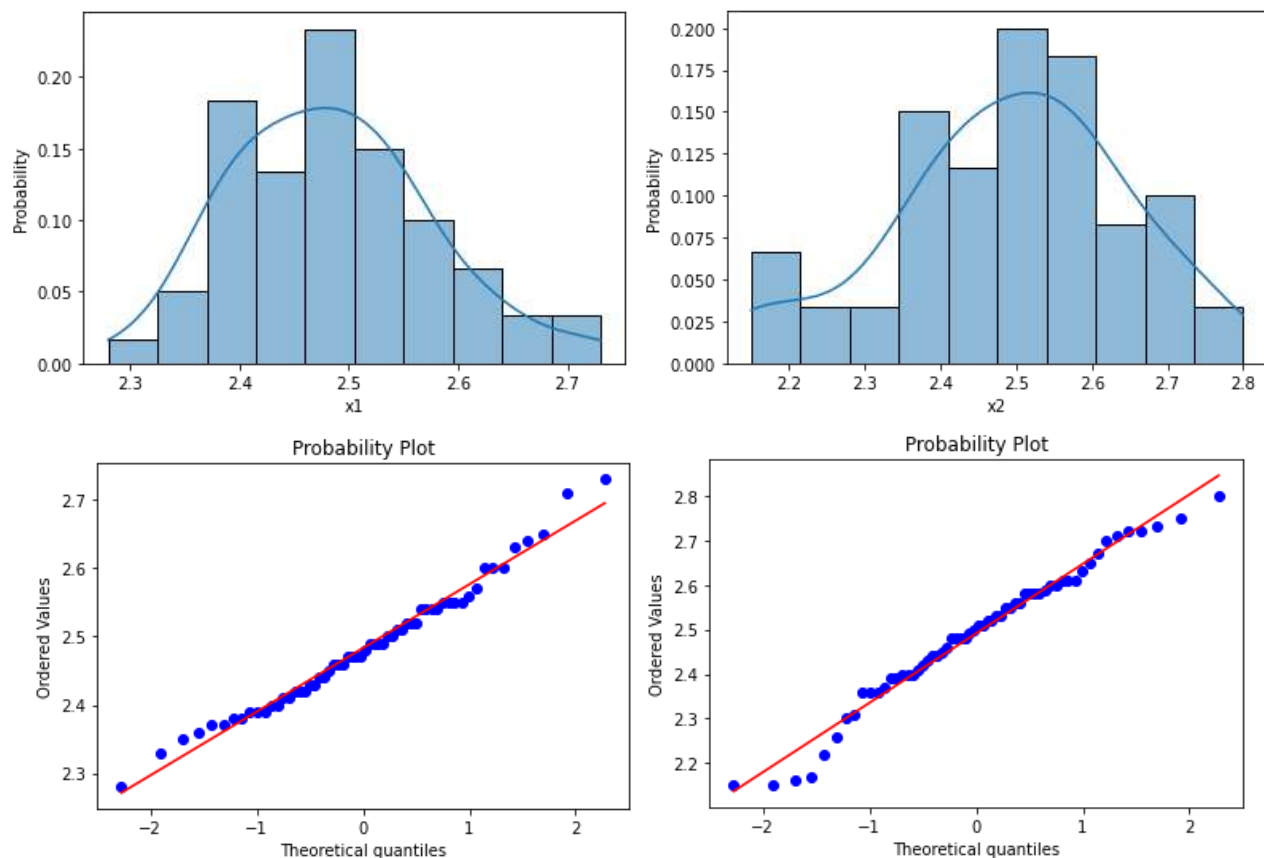 0.20
0.15
0.10
0.05
0.00
Probability
2.3 2.4 2.5 2.6 2.7
x1
0.200
0.175
0.150
0.125
0.100
0.075
0.050
0.025
0.000
Probability
2.2 2.3 2.4 2.5 2.6 2.7 2.8
x2
Probability Plot
2.7
2.6
2.5
2.4
2.3
Ordered Values
−2 −1 0 1 2
Theoretical quantiles
Probability Plot
2.8
2.7
2.6
2.5
2.4
2.3
2.2
Ordered Values
−2 −1 0 1 2
Theoretical quantiles